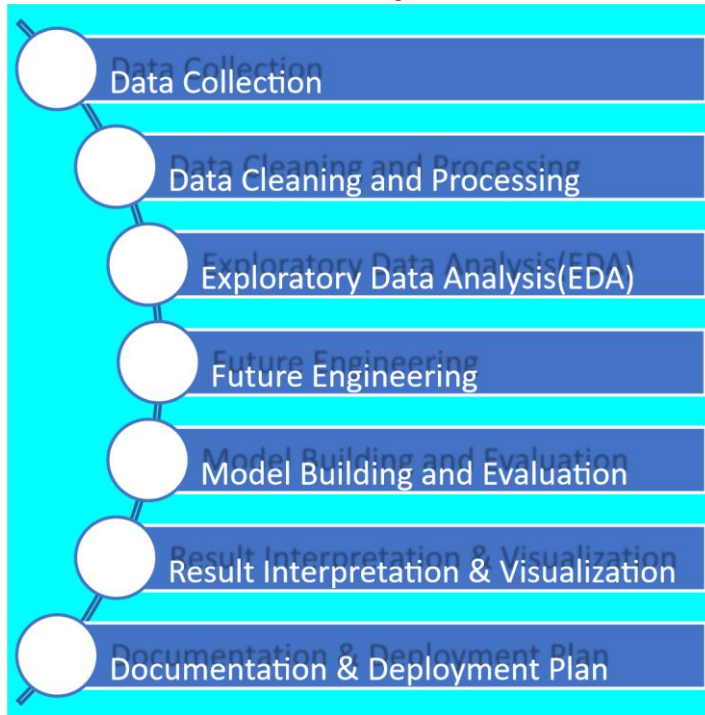 Data Collection
Data Cleaning and Processing
Exploratory Data Analysis(EDA)
Future Engineering
Model Building and Evaluation
Result Interpretation & Visualization
Documentation & Deployment Plan